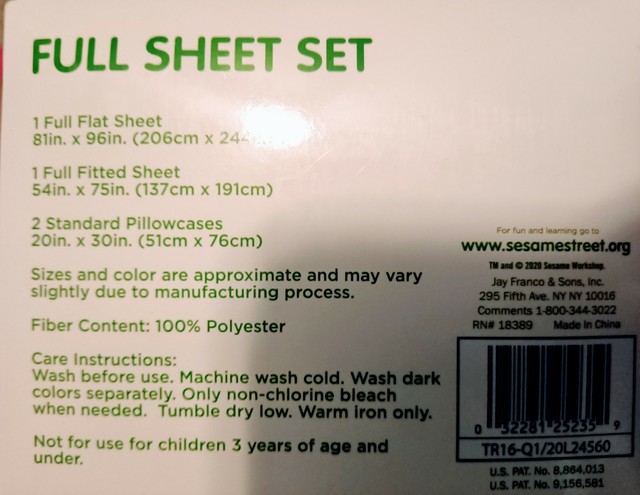 FULL SHEET SET
1 Full Flat Sheet
81in. x 96in. (206cm x
1 Full Fitted Sheet
54in. x 75in. (137cm x 191cm)
2 Standard Pillowcases
20in. x 30in. (51cm x 76cm)
Sizes and color are approximate and may vary
slightly due to manufacturing process.
Fiber Content: 100% Polyester
Care Instructions:
Wash before use. Machine wash cold. Wash dark
colors separately. Only non-chlorine bleach
when needed. Tumble dry low. Warm iron only.
Not for use for children 3 years of age and
under.
For fun and learning go to
www.sesamestreet.org
TM and © 2020 Sesame Workshop.
Jay Franco & Sons, Inc.
295 Fifth Ave. NY NY 10016
Comments 1-800-344-3022
RN# 18389 Made in China
0 32281 25235 9
TR16-Q1/20L24560
U.S. PAT. No. 8,864,013
U.S. PAT. No. 9,156,581